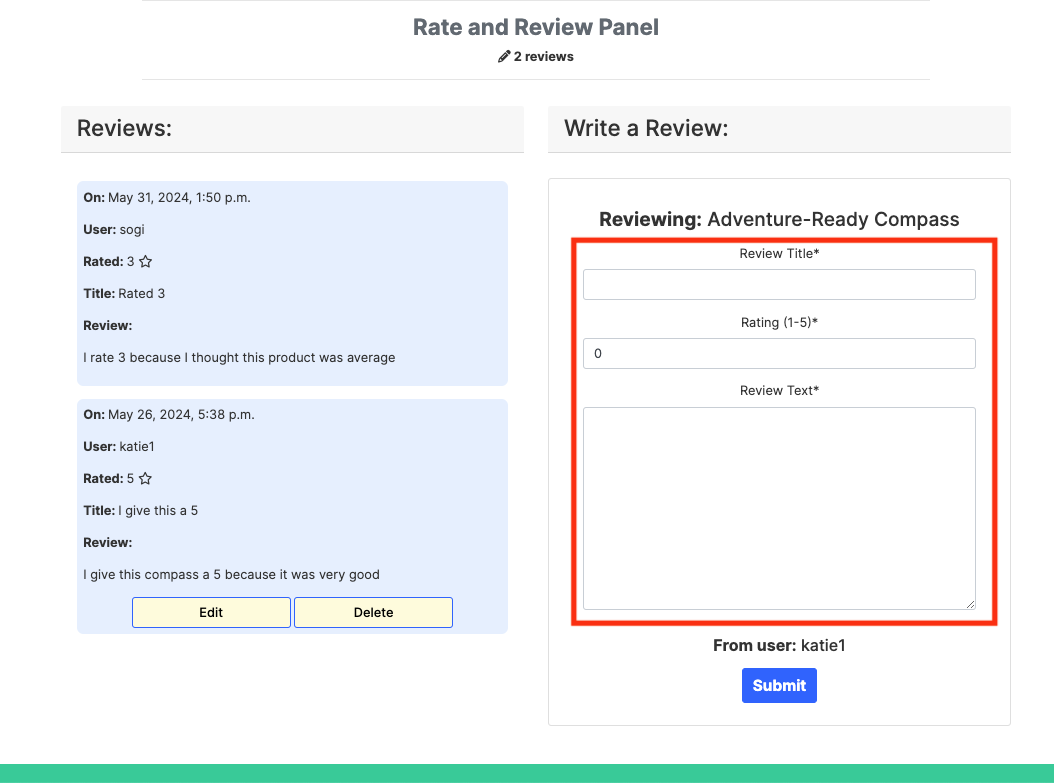 Rate and Review Panel
2 reviews
Reviews:
On: May 31, 2024, 1:50 p.m.
User: sogi
Rated: 3
Title: Rated 3
Review:
I rate 3 because I thought this product was average
On: May 26, 2024, 5:38 p.m.
User: katie1
Rated: 5
Title: I give this a 5
Review:
I give this compass a 5 because it was very good
Edit Delete
Write a Review:
Reviewing: Adventure-Ready Compass
Review Title*
Rating (1-5)*
0
Review Text*
From user: katie1
Submit